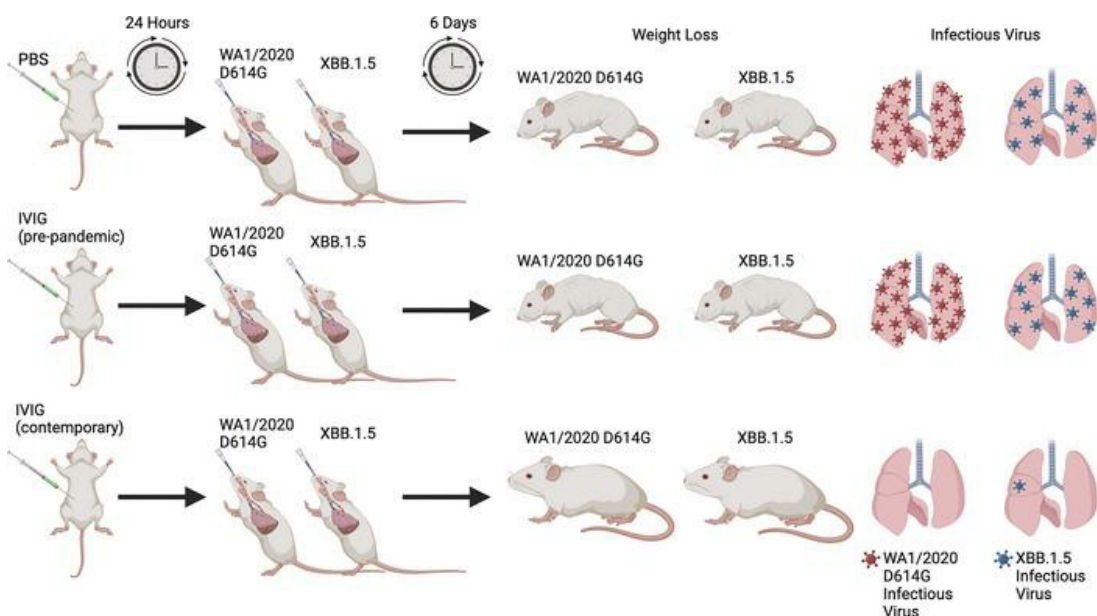 24 Hours
6 Days
Weight Loss
Infectious Virus
PBS
WA1/2020
D614G
XBB.1.5
WA1/2020 D614G
XBB.1.5
IVIG
(pre-pandemic)
WA1/2020
D614G
XBB.1.5
WA1/2020 D614G
XBB.1.5
IVIG
(contemporary)
WA1/2020
D614G
XBB.1.5
WA1/2020 D614G
XBB.1.5
WA1/2020
D614G
Infectious
Virus
XBB.1.5
Infectious
Virus